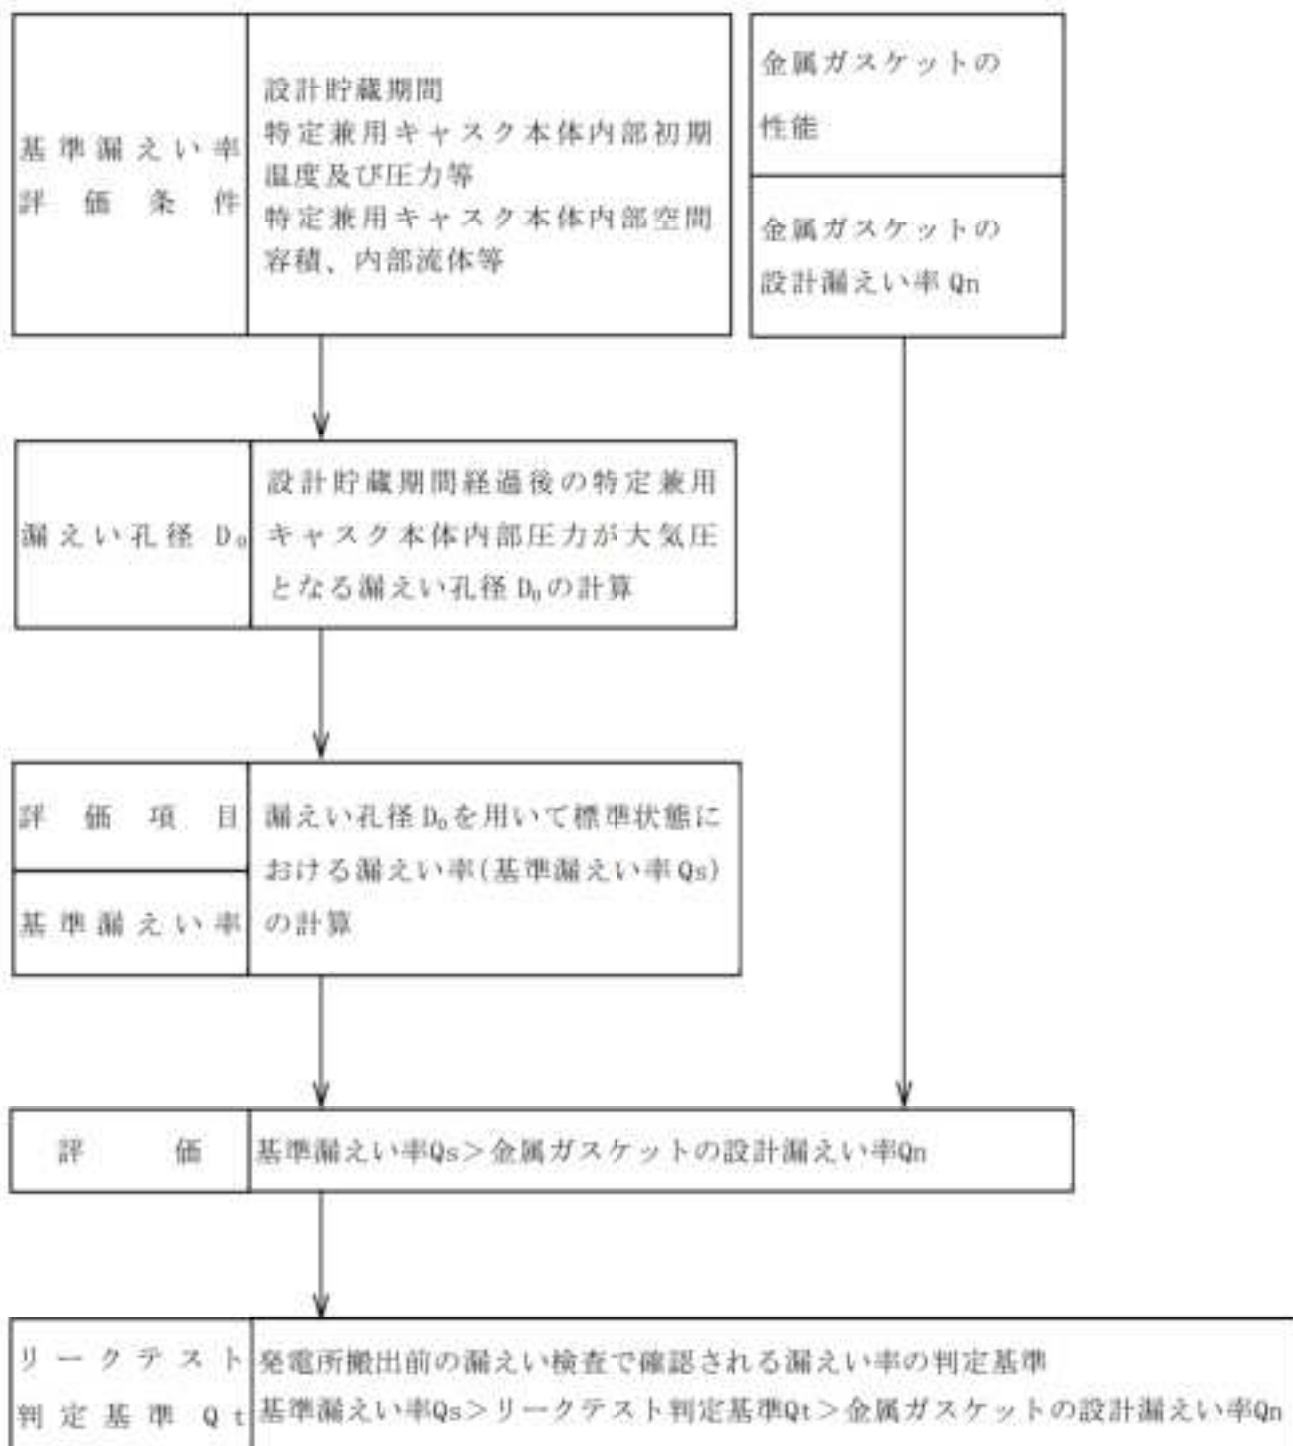 基準漏えい率
評価条件
設計貯蔵期間
特定兼用キャスク本体内部初期
温度及び圧力等
特定兼用キャスク本体内部空間
容積、内部流体等
金属ガスケットの
性能
金属ガスケットの
設計漏えい率Qn
漏えい孔径 D₀
設計貯蔵期間経過後の特定兼用
キャスク本体内部圧力が大気圧
となる漏えい孔径 D₀の計算
評価項目
基準漏えい率
漏えい孔径 D₀を用いて標準状態に
おける漏えい率(基準漏えい率Qs)
の計算
評価
基準漏えい率Qs＞金属ガスケットの設計漏えい率Qn
リークテスト
判定基準 Qt
発電所搬出前の漏えい検査で確認される漏えい率の判定基準
基準漏えい率Qs＞リークテスト判定基準Qt＞金属ガスケットの設計漏えい率Qn